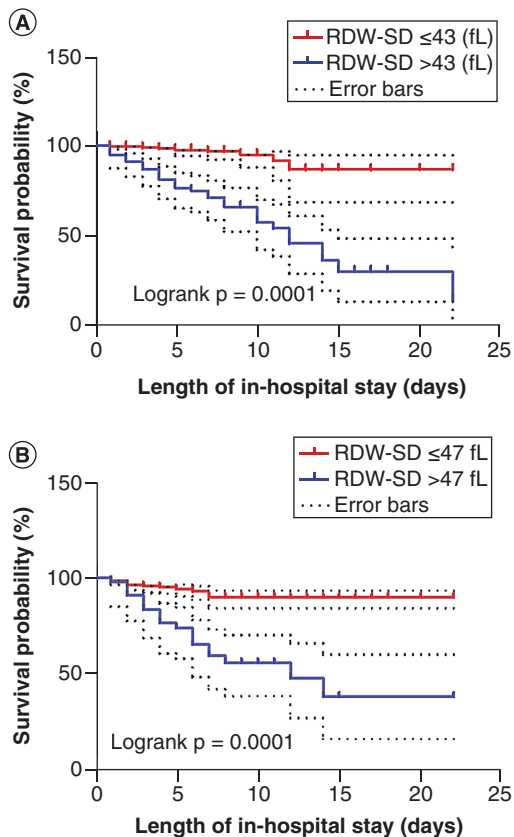 A
RDW-SD ≤43 (fL)
RDW-SD >43 (fL)
Error bars
150
100
50
0
Survival probability (%)
Logrank p = 0.0001
0 5 10 15 20 25
Length of in-hospital stay (days)
B
RDW-SD ≤47 fL
RDW-SD >47 fL
Error bars
150
100
50
0
Survival probability (%)
Logrank p = 0.0001
0 5 10 15 20 25
Length of in-hospital stay (days)